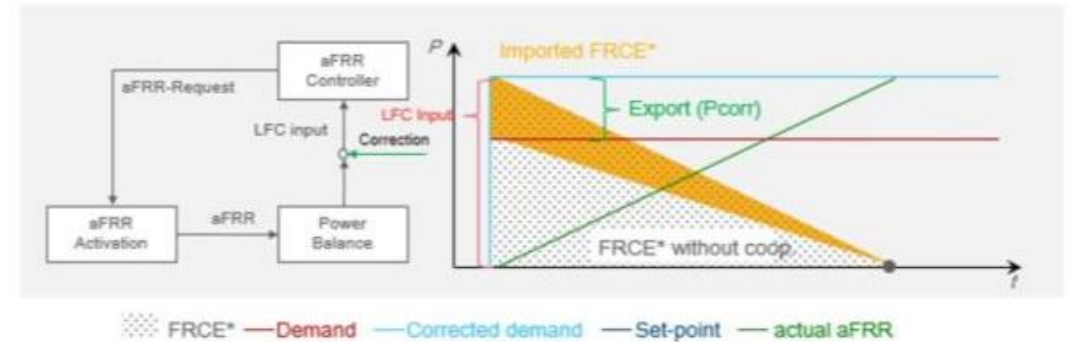 aFRR
Controller
aFRR-Request
LFC input
Correction
aFRR
Activation
aFRR
Power
Balance
P
Imported FRCE*
LFC Input
Export (Pcorr)
FRCE* without coop.
t
FRCE* Demand Corrected demand Set-point actual aFRR